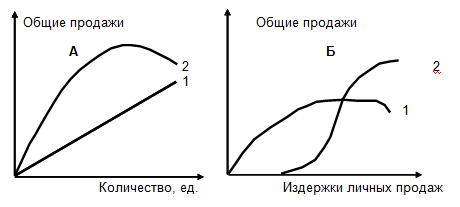 Общие продажи
А
2
1
Количество, ед.
Общие продажи
Б
2
1
Издержки личных продаж